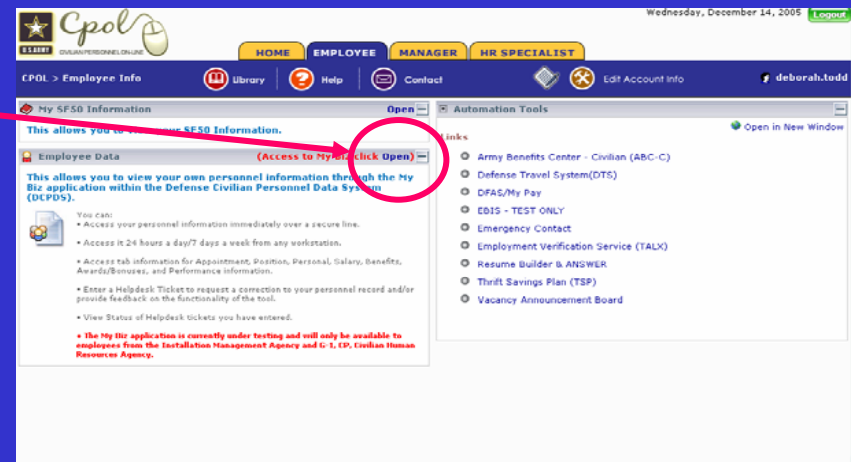 Wednesday, December 14, 2005 Logout
Cpol
U.S.ARMY CIVILIAN PERSONNEL ON-LINE
HOME EMPLOYEE MANAGER HR SPECIALIST
CPOL > Employee Info Library Help Contact Edit Account Info deborah.todd
My SF50 Information Open
This allows you to view your SF50 Information.
Employee Data (Access to My Biz click Open)
This allows you to view your own personnel information through the My
Biz application within the Defense Civilian Personnel Data System
(DCPDS).
You can:
• Access your personnel information immediately over a secure line.
• Access it 24 hours a day/7 days a week from any workstation.
• Access tab information for Appointment, Position, Personal, Salary, Benefits,
Awards/Bonuses, and Performance information.
• Enter a Helpdesk Ticket to request a correction to your personnel record and/or
provide feedback on the functionality of the tool.
• View Status of Helpdesk tickets you have entered.
• The My Biz application is currently under testing and will only be available to
employees from the Installation Management Agency and G-1, CP, Civilian Human
Resources Agency.
Automation Tools
Open in New Window
Links
Army Benefits Center - Civilian (ABC-C)
Defense Travel System(DTS)
DFAS/My Pay
EBIS - TEST ONLY
Emergency Contact
Employment Verification Service (TALX)
Resume Builder & ANSWER
Thrift Savings Plan (TSP)
Vacancy Announcement Board